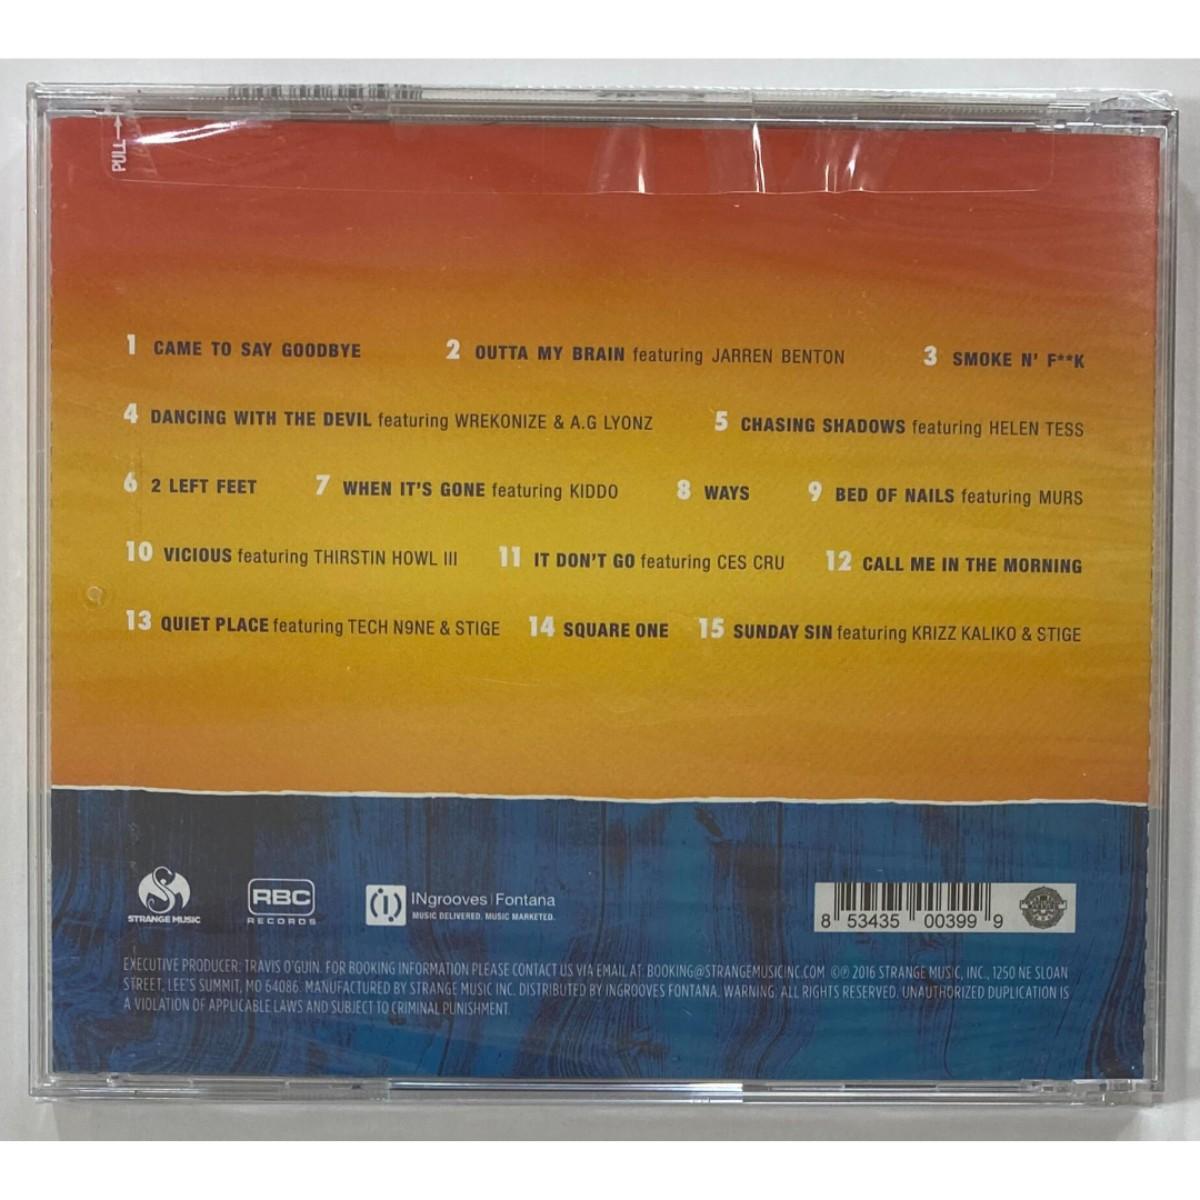 PULL→
1 CAME TO SAY GOODBYE 2 OUTTA MY BRAIN featuring JARREN BENTON 3 SMOKE N' F**K
4 DANCING WITH THE DEVIL featuring WREKONIZE & A.G LYONZ 5 CHASING SHADOWS featuring HELEN TESS
6 2 LEFT FEET 7 WHEN IT'S GONE featuring KIDDO 8 WAYS 9 BED OF NAILS featuring MURS
10 VICIOUS featuring THIRSTIN HOWL III 11 IT DON'T GO featuring CES CRU 12 CALL ME IN THE MORNING
13 QUIET PLACE featuring TECH N9NE & STIGE 14 SQUARE ONE 15 SUNDAY SIN featuring KRIZZ KALIKO & STIGE
STRANGE MUSIC
RBC
RECORDS
INgrooves|Fontana
MUSIC DELIVERED. MUSIC MARKETED.
8 53435 00399 9
EXECUTIVE PRODUCER: TRAVIS O'GUIN. FOR BOOKING INFORMATION PLEASE CONTACT US VIA EMAIL AT BOOKING@STRANGEMUSICINC.COM ©℗ 2016 STRANGE MUSIC, INC., 1250 NE SLOAN
STREET, LEE'S SUMMIT, MO 64086. MANUFACTURED BY STRANGE MUSIC INC. DISTRIBUTED BY INGROOVES FONTANA. WARNING: ALL RIGHTS RESERVED. UNAUTHORIZED DUPLICATION IS
A VIOLATION OF APPLICABLE LAWS AND SUBJECT TO CRIMINAL PUNISHMENT.